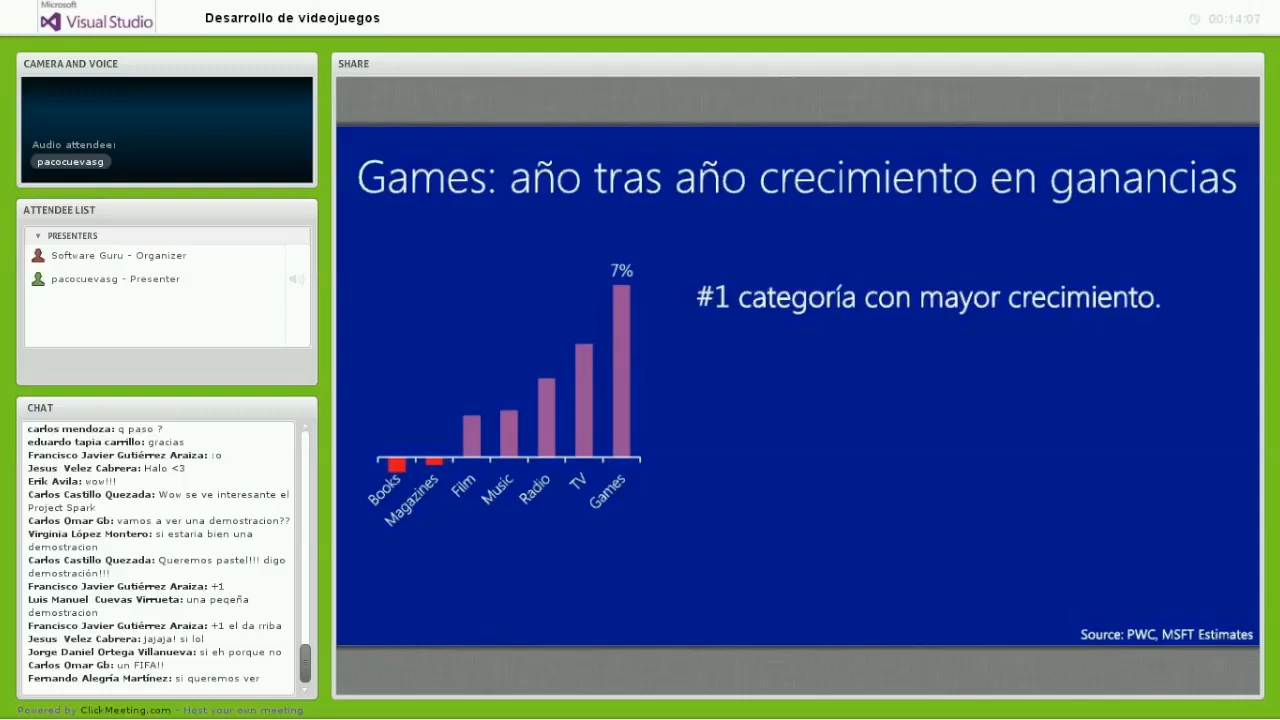 Microsoft
Visual Studio
Desarrollo de videojuegos
00:14:07
CAMERA AND VOICE
Audio attendee:
pacocuevasg
ATTENDEE LIST
PRESENTERS
Software Guru - Organizer
pacocuevasg - Presenter
CHAT
carlos mendoza: q paso ?
eduardo tapia carrillo: gracias
Francisco Javier Gutiérrez Araiza: :o
Jesus Velez Cabrera: Halo <3
Erik Avila: wow!!!
Carlos Castillo Quezada: Wow se ve interesante el
Project Spark
Carlos Omar Gb: vamos a ver una demostracion??
Virginia López Montero: si estaria bien una
demostracion
Carlos Castillo Quezada: Queremos pastel!!! digo
demostración!!!
Francisco Javier Gutiérrez Araiza: +1
Luis Manuel Cuevas Virrueta: una peqeña
demostracion
Francisco Javier Gutiérrez Araiza: +1 el da rriba
Jesus Velez Cabrera: jajaja! si lol
Jorge Daniel Ortega Villanueva: si eh porque no
Carlos Omar Gb: un FIFA!!
Fernando Alegría Martínez: si queremos ver
SHARE
Games: año tras año crecimiento en ganancias
7%
#1 categoría con mayor crecimiento.
Books
Magazines
Film
Music
Radio
TV
Games
Source: PWC, MSFT Estimates
Powered by ClickMeeting.com - Host your own meeting